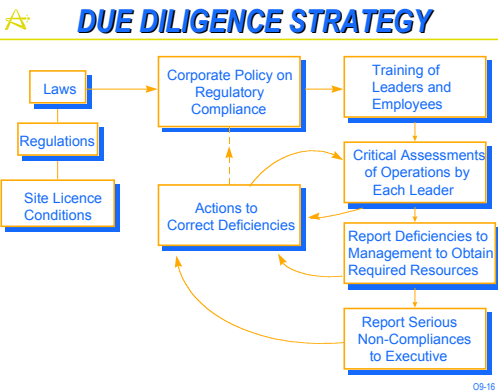 DUE DILIGENCE STRATEGY
Laws
Regulations
Site Licence
Conditions
Corporate Policy on
Regulatory
Compliance
Training of
Leaders and
Employees
Critical Assessments
of Operations by
Each Leader
Actions to
Correct Deficiencies
Report Deficiencies to
Management to Obtain
Required Resources
Report Serious
Non-Compliances
to Executive
O9-16